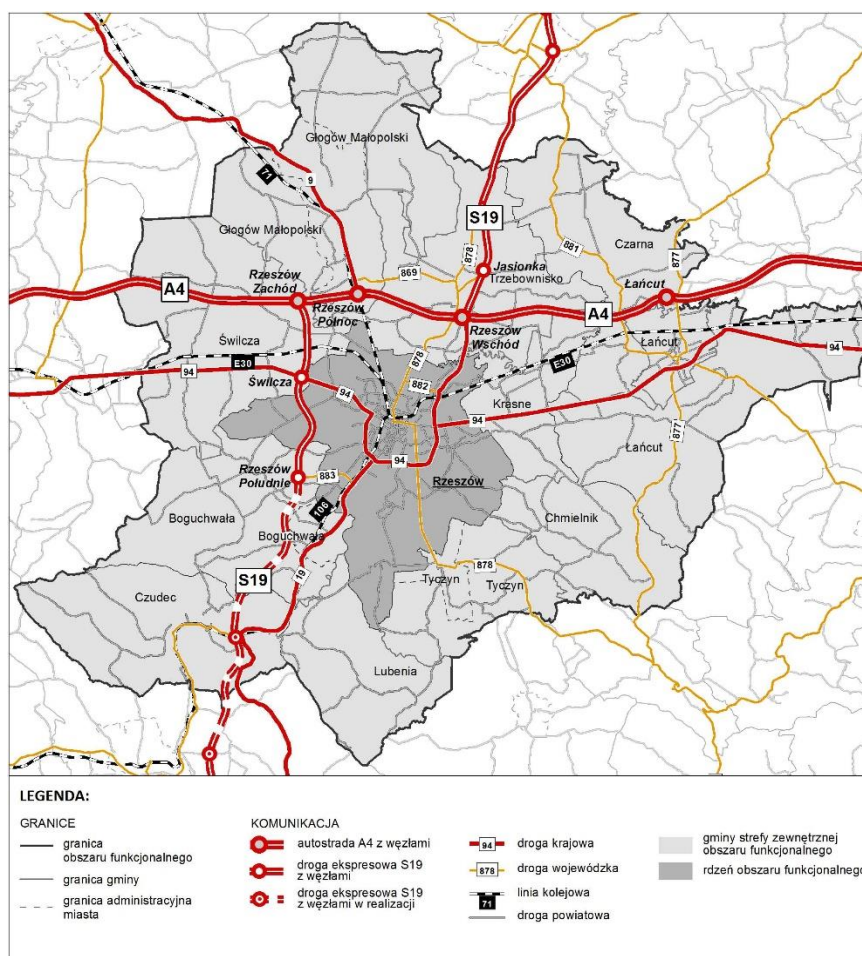 Głogów Małopolski
71
9
S19
Głogów Małopolski
878
881
Czarna
877
869
Jasionka
Trzebownisko
Rzeszów
Zachód
A4
Łańcut
Rzeszów
Północ
A4
Rzeszów
Wschód
Świlcza
878
Łańcut
94
E30
94
E30
882
Świlcza
94
Krasne
94
877
Łańcut
94
Rzeszów
Południe
883
Rzeszów
106
Boguchwała
Chmielnik
Boguchwała
S19
19
878
Tyczyn
Tyczyn
Czudec
Lubenia
LEGENDA:
GRANICE
granica
obszaru funkcjonalnego
granica gminy
granica administracyjna
miasta
KOMUNIKACJA
autostrada A4 z węzłami
droga ekspresowa S19
z węzłami
droga ekspresowa S19
z węzłami w realizacji
94
droga krajowa
878
droga wojewódzka
linia kolejowa
71
droga powiatowa
gminy strefy zewnętrznej
obszaru funkcjonalnego
rdzeń obszaru funkcjonalnego